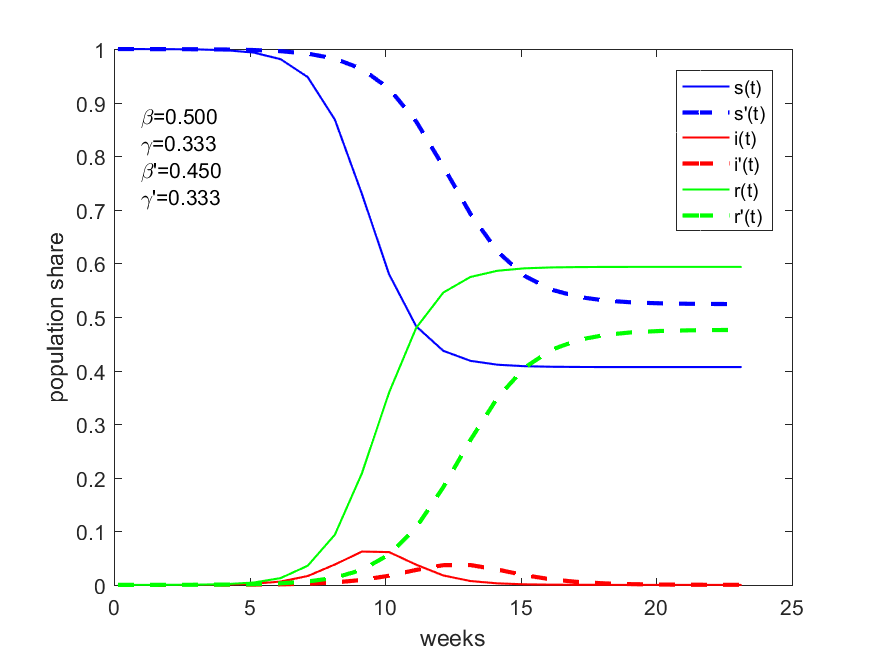 1
0.9
0.8
0.7
0.6
0.5
0.4
0.3
0.2
0.1
0
β=0.500
γ=0.333
β'=0.450
γ'=0.333
s(t)
s'(t)
i(t)
i'(t)
r(t)
r'(t)
population share
0 5 10 15 20 25
weeks